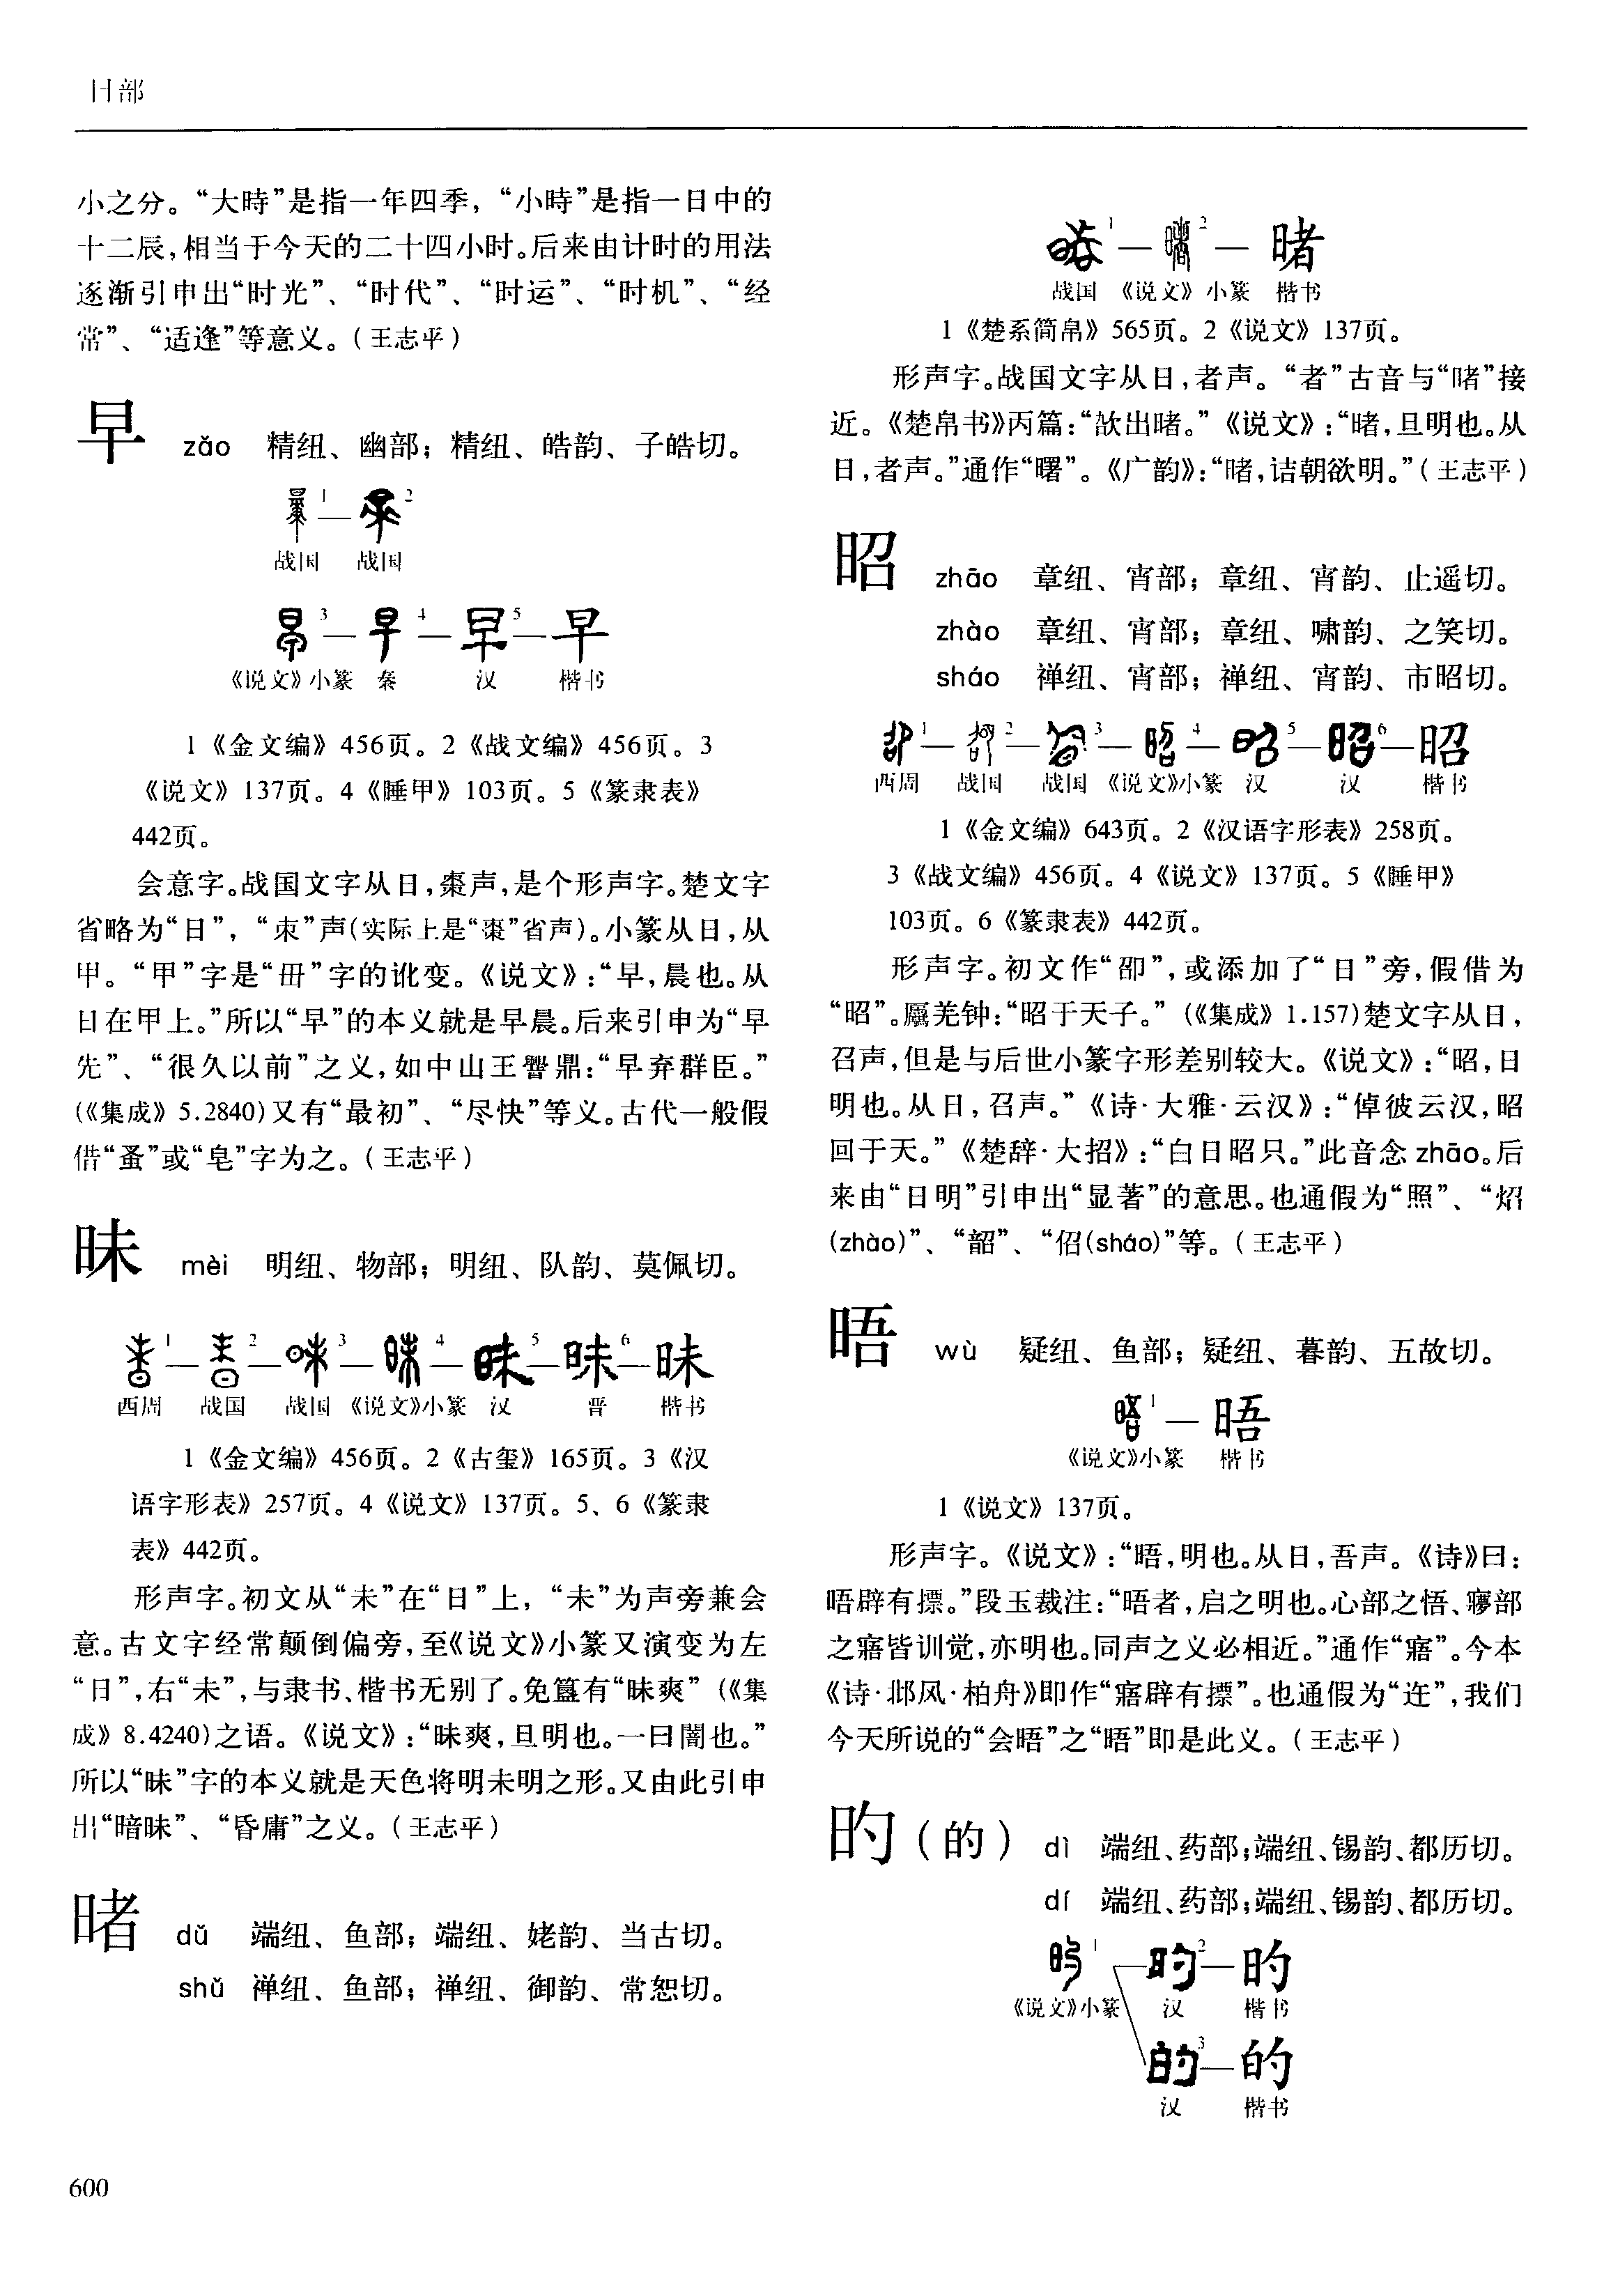 日部
小之分。“大時”是指一年四季，“小時”是指一日中的
十二辰，相当于今天的二十四小时。后来由计时的用法
逐渐引申出“时光”、“时代”、“时运”、“时机”、“经
常”、“适逢”等意义。（王志平）
早 zǎo 精纽、幽部；精纽、皓韵、子皓切。
1 — 2
战国 战国
3 — 4 — 5 — 早
《说文》小篆 秦 汉 楷书
1《金文编》456页。2《战文编》456页。3
《说文》137页。4《睡甲》103页。5《篆隶表》
442页。
会意字。战国文字从日，棗声，是个形声字。楚文字
省略为“日”，“朿”声（实际上是“棗”省声）。小篆从日，从
甲。“甲”字是“毌”字的讹变。《说文》：“早，晨也。从
日在甲上。”所以“早”的本义就是早晨。后来引申为“早
先”、“很久以前”之义，如中山王鼎：“早弃群臣。”
(《集成》5.2840)又有“最初”、“尽快”等义。古代一般假
借“蚤”或“皂”字为之。（王志平）
昧 mèi 明纽、物部；明纽、队韵、莫佩切。
1 — 2 — 3 — 4 — 5 — 6 — 昧
西周 战国 战国 《说文》小篆 汉 晋 楷书
1《金文编》456页。2《古玺》165页。3《汉
语字形表》257页。4《说文》137页。5、6《篆隶
表》442页。
形声字。初文从“未”在“日”上，“未”为声旁兼会
意。古文字经常颠倒偏旁，至《说文》小篆又演变为左
“日”，右“未”，与隶书、楷书无别了。免簋有“昧爽”(《集
成》8.4240)之语。《说文》：“昧爽，旦明也。一曰闇也。”
所以“昧”字的本义就是天色将明未明之形。又由此引申
出“暗昧”、“昏庸”之义。（王志平）
睹 dǔ 端纽、鱼部；端纽、姥韵、当古切。
shǔ 禅纽、鱼部；禅纽、御韵、常恕切。
1 — 2 — 暏
战国 《说文》小篆 楷书
1《楚系简帛》565页。2《说文》137页。
形声字。战国文字从日，者声。“者”古音与“暏”接
近。《楚帛书》丙篇：“故出暏。”《说文》：“暏，旦明也。从
日，者声。”通作“曙”。《广韵》：“暏，诘朝欲明。”（王志平）
昭 zhāo 章纽、宵部；章纽、宵韵、止遥切。
zhào 章纽、宵部；章纽、啸韵、之笑切。
sháo 禅纽、宵部；禅纽、宵韵、市昭切。
1 — 2 — 3 — 4 — 5 — 6 — 昭
西周 战国 战国 《说文》小篆 汉 汉 楷书
1《金文编》643页。2《汉语字形表》258页。
3《战文编》456页。4《说文》137页。5《睡甲》
103页。6《篆隶表》442页。
形声字。初文作“卲”，或添加了“日”旁，假借为
“昭”。羌钟：“昭于天子。”(《集成》1.157)楚文字从日，
召声，但是与后世小篆字形差别较大。《说文》：“昭，日
明也。从日，召声。”《诗·大雅·云汉》：“倬彼云汉，昭
回于天。”《楚辞·大招》：“白日昭只。”此音念 zhāo。后
来由“日明”引申出“显著”的意思。也通假为“照”、“炤
(zhào)”、“韶”、“佋(sháo)”等。（王志平）
晤 wù 疑纽、鱼部；疑纽、暮韵、五故切。
1 — 晤
《说文》小篆 楷书
1《说文》137页。
形声字。《说文》：“晤，明也。从日，吾声。《诗》曰：
晤辟有摽。”段玉裁注：“晤者，启之明也。心部之悟、㝱部
之寤皆训觉，亦明也。同声之义必相近。”通作“寤”。今本
《诗·邶风·柏舟》即作“寤辟有摽”。也通假为“迕”，我们
今天所说的“会晤”之“晤”即是此义。（王志平）
旳（的） dì 端纽、药部；端纽、锡韵、都历切。
dí 端纽、药部；端纽、锡韵、都历切。
1 — 2 — 旳
《说文》小篆 汉 楷书
3 — 的
汉 楷书
600